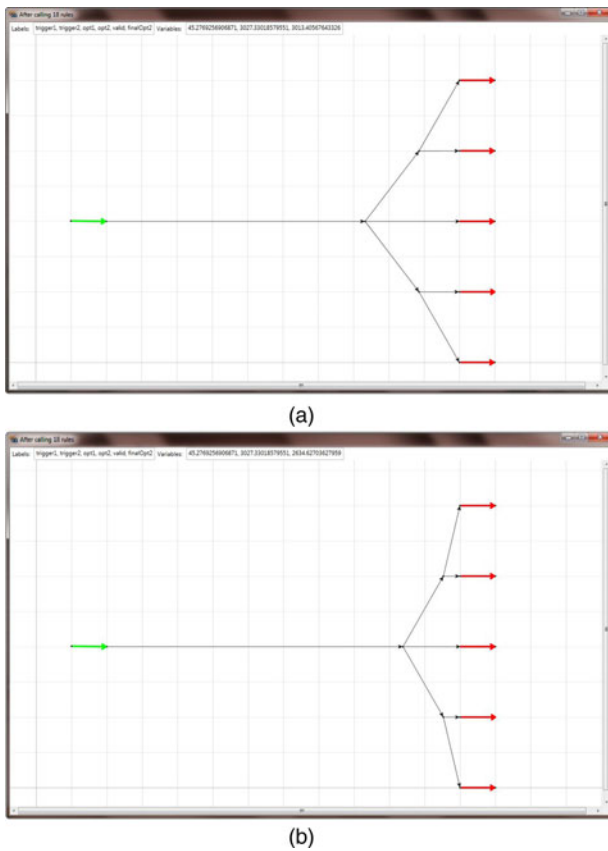 After calling 18 rules
Labels: trigger1, trigger2, opt1, opt2, valid, finalOpt2 Variables: 45.2769256906871, 3027.33018579551, 3013.40567643326
(a)
After calling 18 rules
Labels: trigger1, trigger2, opt1, opt2, valid, finalOpt2 Variables: 45.2769256906871, 3027.33018579551, 2634.62703627959
(b)